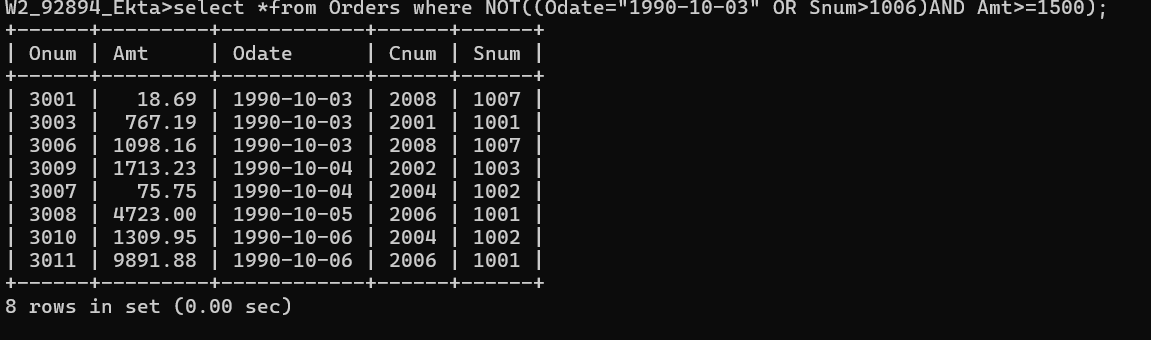 W2_92894_Ekta>select *from Orders where NOT((Odate="1990-10-03" OR Snum>1006)AND Amt>=1500);
+------+---------+------------+------+------+
| Onum | Amt     | Odate      | Cnum | Snum |
+------+---------+------------+------+------+
| 3001 |   18.69 | 1990-10-03 | 2008 | 1007 |
| 3003 |  767.19 | 1990-10-03 | 2001 | 1001 |
| 3006 | 1098.16 | 1990-10-03 | 2008 | 1007 |
| 3009 | 1713.23 | 1990-10-04 | 2002 | 1003 |
| 3007 |   75.75 | 1990-10-04 | 2004 | 1002 |
| 3008 | 4723.00 | 1990-10-05 | 2006 | 1001 |
| 3010 | 1309.95 | 1990-10-06 | 2004 | 1002 |
| 3011 | 9891.88 | 1990-10-06 | 2006 | 1001 |
+------+---------+------------+------+------+
8 rows in set (0.00 sec)